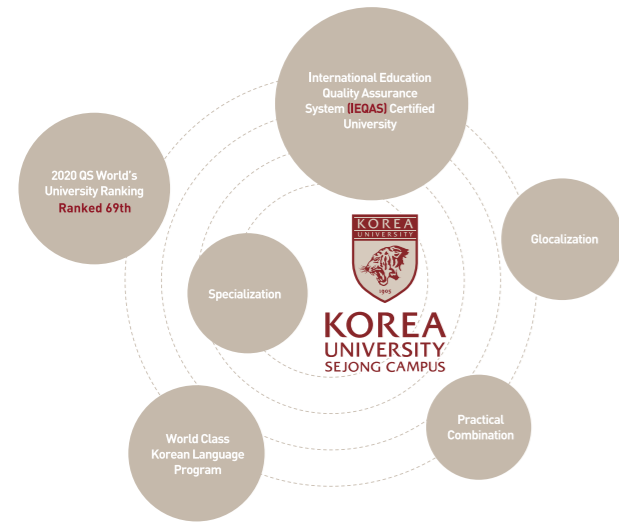 International Education
Quality Assurance
System (IEQAS) Certified
University
2020 QS World's
University Ranking
Ranked 69th
Glocalization
Specialization
KOREA
UNIVERSITY
1905
KOREA
UNIVERSITY
SEJONG CAMPUS
Practical
Combination
World Class
Korean Language
Program